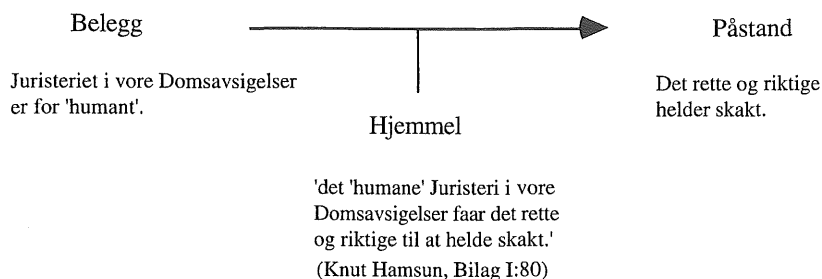 Belegg
Påstand
Juristeriet i vore Domsavsigelser
er for 'humant'.
Det rette og riktige
helder skakt.
Hjemmel
'det 'humane' Juristeri i vore
Domsavsigelser faar det rette
og riktige til at helde skakt.'
(Knut Hamsun, Bilag I:80)